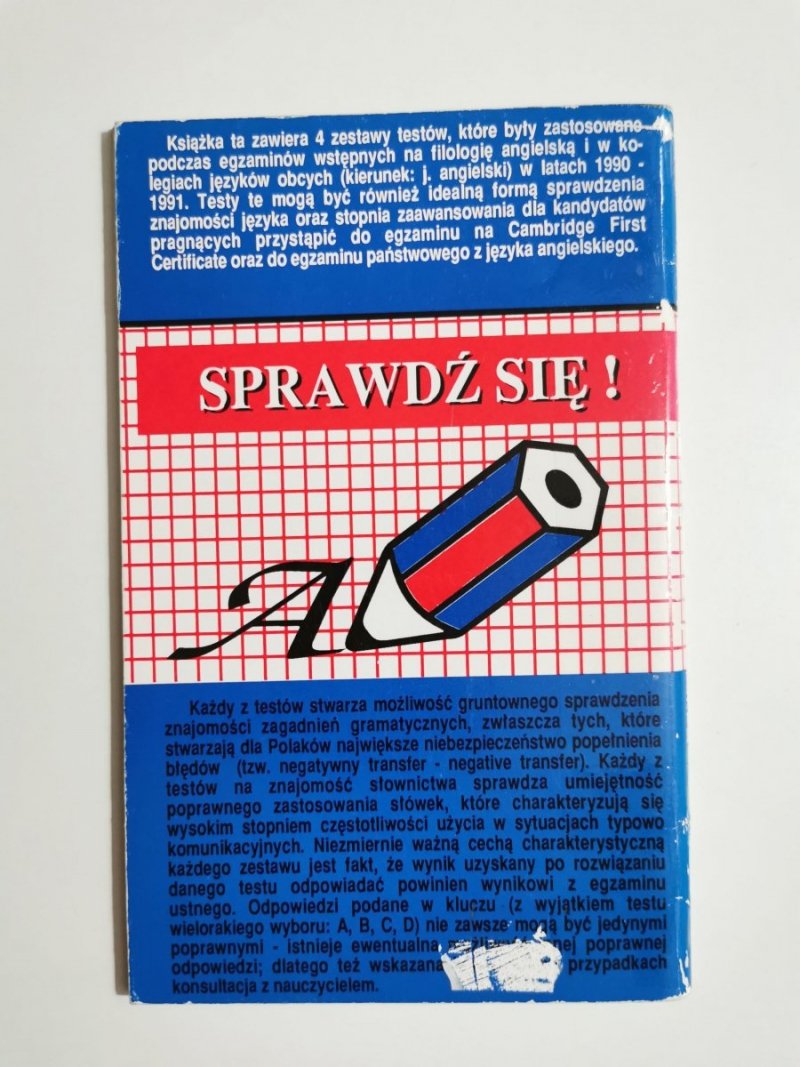 Książka ta zawiera 4 zestawy testów, które były zastosowane
podczas egzaminów wstępnych na filologię angielską i w ko-
legiach języków obcych (kierunek: j. angielski) w latach 1990 -
1991. Testy te mogą być również idealną formą sprawdzenia
znajomości języka oraz stopnia zaawansowania dla kandydatów
pragnących przystąpić do egzaminu na Cambridge First
Certificate oraz do egzaminu państwowego z języka angielskiego.
SPRAWDŹ SIĘ !
A
Każdy z testów stwarza możliwość gruntownego sprawdzenia
znajomości zagadnień gramatycznych, zwłaszcza tych, które
stwarzają dla Polaków największe niebezpieczeństwo popełnienia
błędów (tzw. negatywny transfer - negative transfer). Każdy z
testów na znajomość słownictwa sprawdza umiejętność
poprawnego zastosowania słówek, które charakteryzują się
wysokim stopniem częstotliwości użycia w sytuacjach typowo
komunikacyjnych. Niezmiernie ważną cechą charakterystyczną
każdego zestawu jest fakt, że wynik uzyskany po rozwiązaniu
danego testu odpowiadać powinien wynikowi z egzaminu
ustnego. Odpowiedzi podane w kluczu (z wyjątkiem testu
wielorakiego wyboru: A, B, C, D) nie zawsze mogą być jedynymi
poprawnymi - istnieje ewentualna poprawnej
odpowiedzi; dlatego też wskazana przypadkach
konsultacja z nauczycielem.